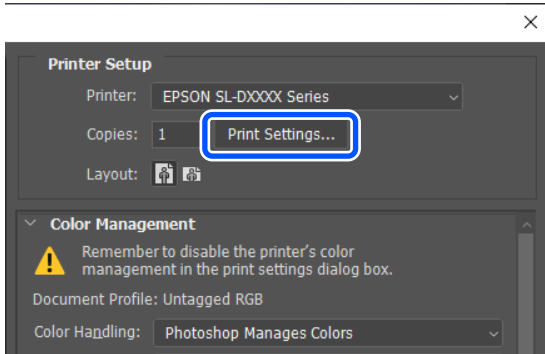 Printer Setup
Printer: EPSON SL-DXXXX Series
Copies: 1 Print Settings...
Layout:
Color Management
Remember to disable the printer's color
management in the print settings dialog box.
Document Profile: Untagged RGB
Color Handling: Photoshop Manages Colors